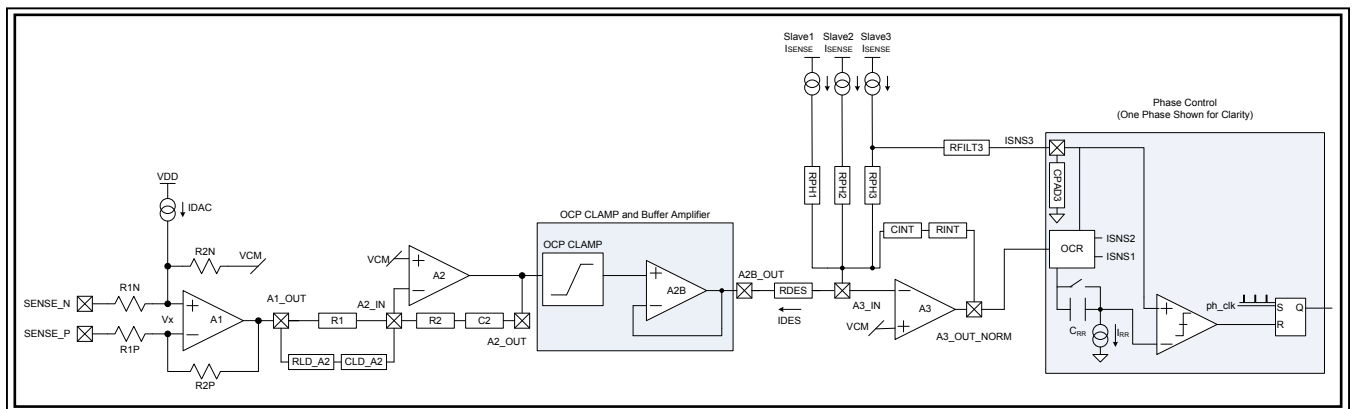 Slave1 Slave2 Slave3
ISENSE ISENSE ISENSE
Phase Control
(One Phase Shown for Clarity)
RFILT3
ISNS3
CPAD3
RPH1
RPH2
RPH3
VDD
IDAC
OCP CLAMP and Buffer Amplifier
CINT
RINT
OCR
ISNS2
ISNS1
R2N
VCM
OCP CLAMP
VCM
A2
A2B
A2B_OUT
R1N
SENSE_N
A1_OUT
A2_IN
RDES
A3_IN
A3
SENSE_P
Vx
A1
R1
R2
C2
IDES
VCM
ph_clk
S
Q
R
R1P
A2_OUT
A3_OUT_NORM
CRR
IRR
RLD_A2
CLD_A2
R2P